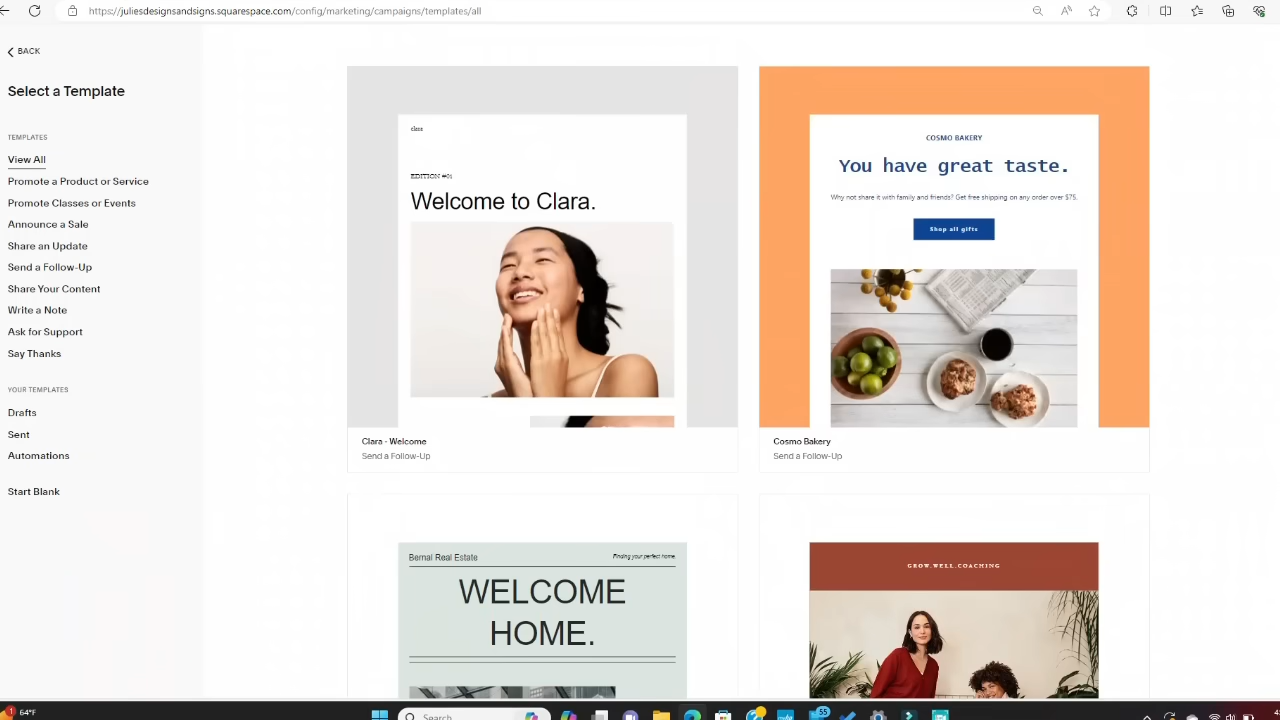 https://juliesdesignsandsigns.squarespace.com/config/marketing/campaigns/templates/all
BACK
Select a Template
TEMPLATES
View All
Promote a Product or Service
Promote Classes or Events
Announce a Sale
Share an Update
Send a Follow-Up
Share Your Content
Write a Note
Ask for Support
Say Thanks
YOUR TEMPLATES
Drafts
Sent
Automations
Start Blank
clara
EDITION #01
Welcome to Clara.
Clara - Welcome
Send a Follow-Up
COSMO BAKERY
You have great taste.
Why not share it with family and friends? Get free shipping on any order over $75.
Shop all gifts
Cosmo Bakery
Send a Follow-Up
Bernal Real Estate
Finding your perfect home.
WELCOME
HOME.
GROW.WELL.COACHING
1
64°F
Search
55